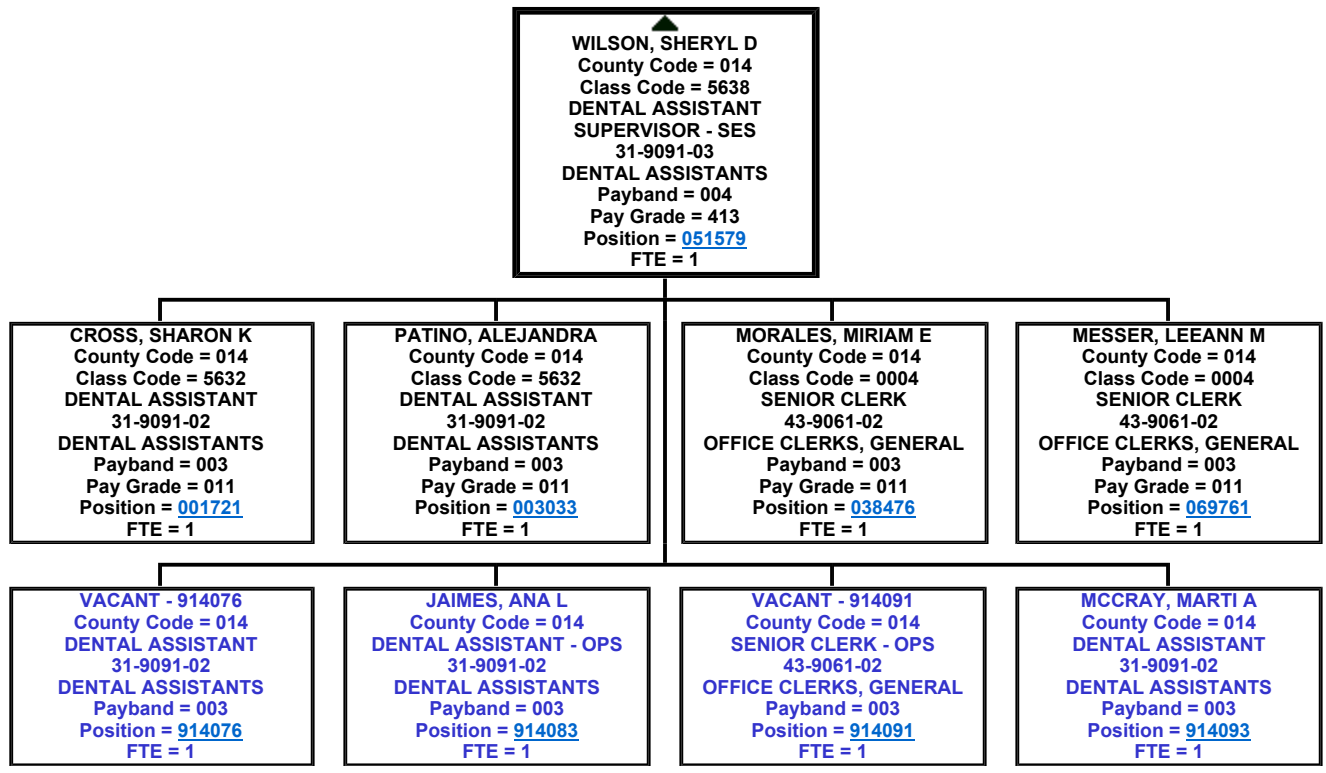 WILSON, SHERYL D
County Code = 014
Class Code = 5638
DENTAL ASSISTANT
SUPERVISOR - SES
31-9091-03
DENTAL ASSISTANTS
Payband = 004
Pay Grade = 413
Position = 051579
FTE = 1
CROSS, SHARON K
County Code = 014
Class Code = 5632
DENTAL ASSISTANT
31-9091-02
DENTAL ASSISTANTS
Payband = 003
Pay Grade = 011
Position = 001721
FTE = 1
PATINO, ALEJANDRA
County Code = 014
Class Code = 5632
DENTAL ASSISTANT
31-9091-02
DENTAL ASSISTANTS
Payband = 003
Pay Grade = 011
Position = 003033
FTE = 1
MORALES, MIRIAM E
County Code = 014
Class Code = 0004
SENIOR CLERK
43-9061-02
OFFICE CLERKS, GENERAL
Payband = 003
Pay Grade = 011
Position = 038476
FTE = 1
MESSER, LEEANN M
County Code = 014
Class Code = 0004
SENIOR CLERK
43-9061-02
OFFICE CLERKS, GENERAL
Payband = 003
Pay Grade = 011
Position = 069761
FTE = 1
VACANT - 914076
County Code = 014
DENTAL ASSISTANT
31-9091-02
DENTAL ASSISTANTS
Payband = 003
Position = 914076
FTE = 1
JAIMES, ANA L
County Code = 014
DENTAL ASSISTANT - OPS
31-9091-02
DENTAL ASSISTANTS
Payband = 003
Position = 914083
FTE = 1
VACANT - 914091
County Code = 014
SENIOR CLERK - OPS
43-9061-02
OFFICE CLERKS, GENERAL
Payband = 003
Position = 914091
FTE = 1
MCCRAY, MARTI A
County Code = 014
DENTAL ASSISTANT
31-9091-02
DENTAL ASSISTANTS
Payband = 003
Position = 914093
FTE = 1